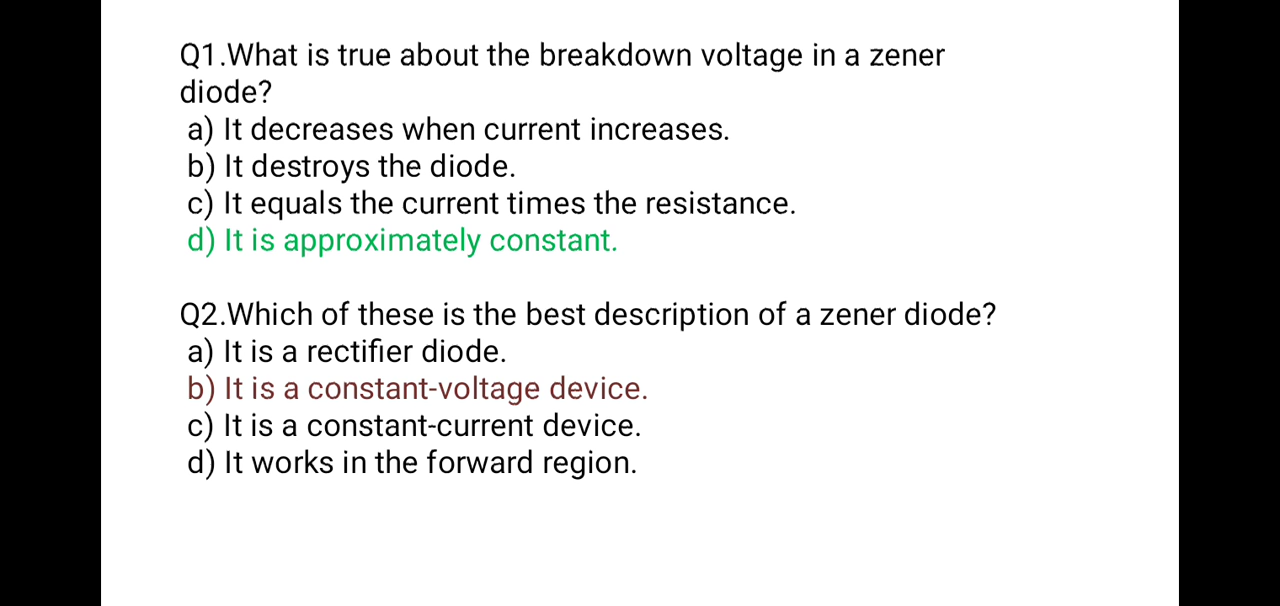 Q1.What is true about the breakdown voltage in a zener
diode?
a) It decreases when current increases.
b) It destroys the diode.
c) It equals the current times the resistance.
d) It is approximately constant.
Q2.Which of these is the best description of a zener diode?
a) It is a rectifier diode.
b) It is a constant-voltage device.
c) It is a constant-current device.
d) It works in the forward region.